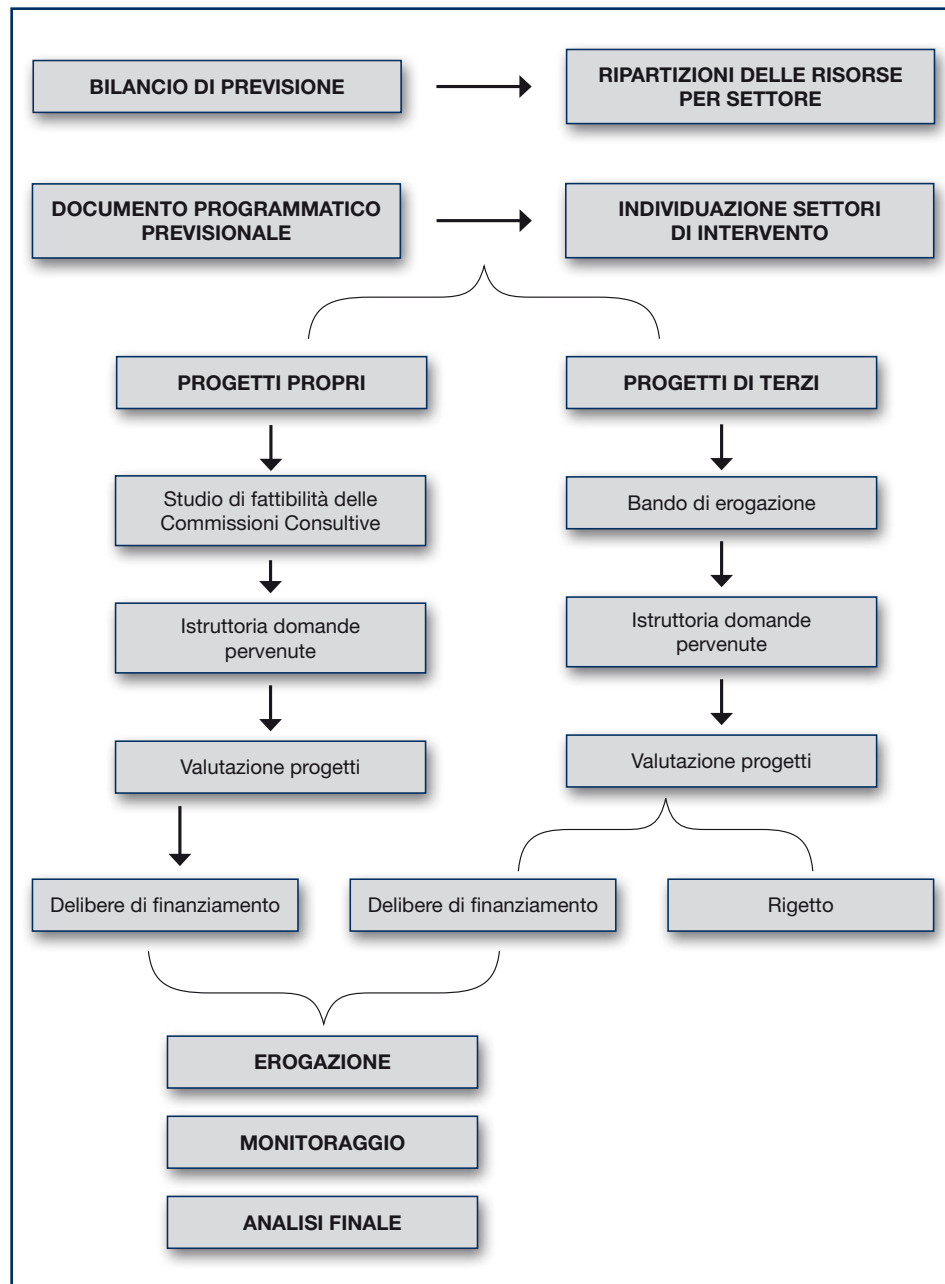 BILANCIO DI PREVISIONE
RIPARTIZIONI DELLE RISORSE
PER SETTORE
DOCUMENTO PROGRAMMATICO
PREVISIONALE
INDIVIDUAZIONE SETTORI
DI INTERVENTO
PROGETTI PROPRI
PROGETTI DI TERZI
Studio di fattibilità delle
Commissioni Consultive
Bando di erogazione
Istruttoria domande
pervenute
Istruttoria domande
pervenute
Valutazione progetti
Valutazione progetti
Delibere di finanziamento
Delibere di finanziamento
Rigetto
EROGAZIONE
MONITORAGGIO
ANALISI FINALE